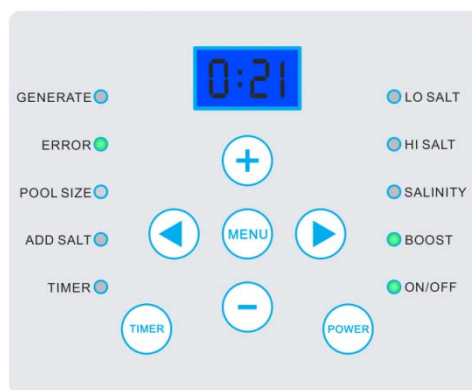 0:21
GENERATE
LO SALT
ERROR
HI SALT
POOL SIZE
SALINITY
ADD SALT
MENU
BOOST
TIMER
ON/OFF
TIMER
POWER